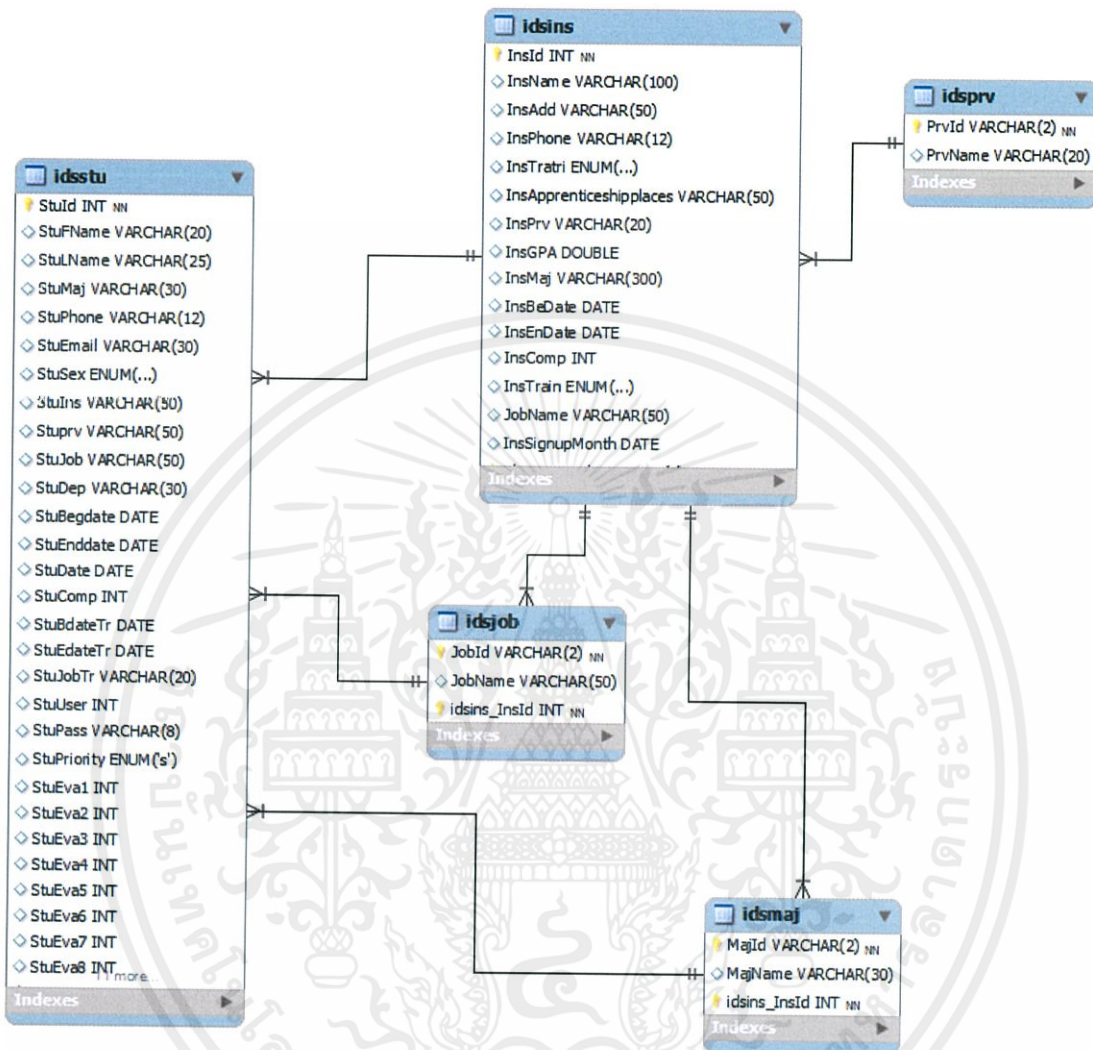 idsins
InsId INT NN
InsName VARCHAR(100)
InsAdd VARCHAR(50)
InsPhone VARCHAR(12)
InsTratri ENUM(...)
InsApprenticeshipplaces VARCHAR(50)
InsPrv VARCHAR(20)
InsGPA DOUBLE
InsMaj VARCHAR(300)
InsBeDate DATE
InsEnDate DATE
InsComp INT
InsTrain ENUM(...)
JobName VARCHAR(50)
InsSignupMonth DATE
Indexes
idsprv
PrvId VARCHAR(2) NN
PrvName VARCHAR(20)
Indexes
idsstu
StuId INT NN
StuFName VARCHAR(20)
StuLName VARCHAR(25)
StuMaj VARCHAR(30)
StuPhone VARCHAR(12)
StuEmail VARCHAR(30)
StuSex ENUM(...)
StuIns VARCHAR(50)
Stuprv VARCHAR(50)
StuJob VARCHAR(50)
StuDep VARCHAR(30)
StuBegdate DATE
StuEnddate DATE
StuDate DATE
StuComp INT
StuBdateTr DATE
StuEdateTr DATE
StuJobTr VARCHAR(20)
StuUser INT
StuPass VARCHAR(8)
StuPriority ENUM('s')
StuEva1 INT
StuEva2 INT
StuEva3 INT
StuEva4 INT
StuEva5 INT
StuEva6 INT
StuEva7 INT
StuEva8 INT
11 more...
Indexes
idsjob
JobId VARCHAR(2) NN
JobName VARCHAR(50)
idsins_InsId INT NN
Indexes
idsmaj
MajId VARCHAR(2) NN
MajName VARCHAR(30)
idsins_InsId INT NN
Indexes